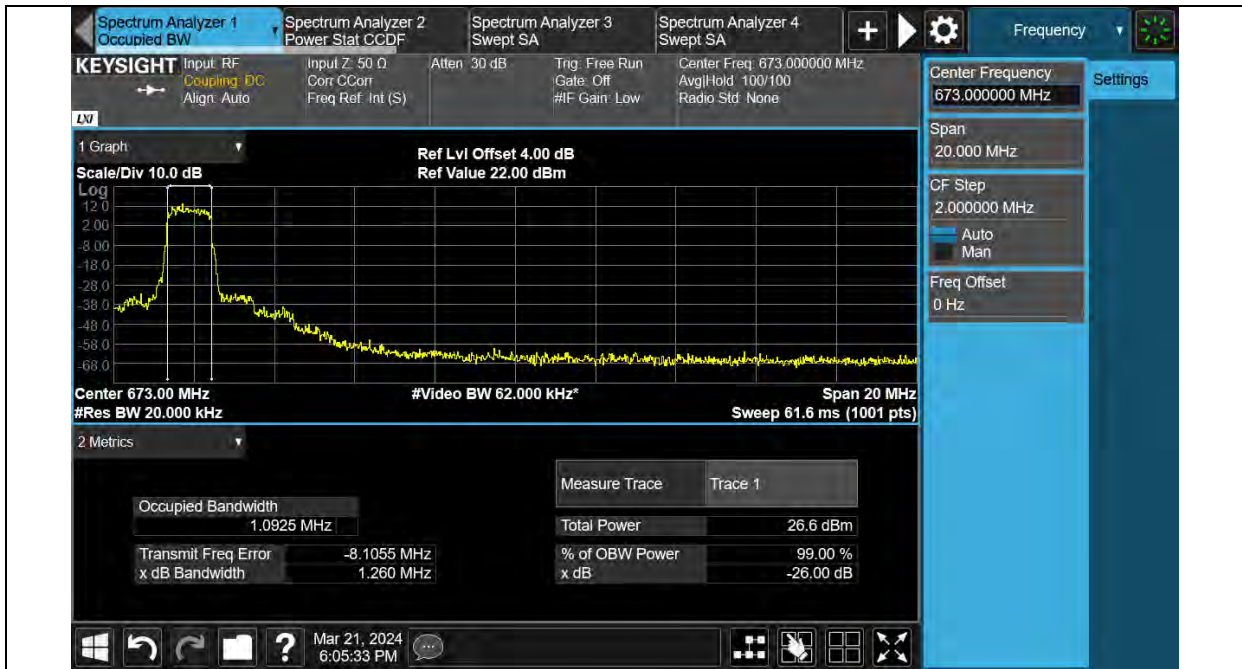 Spectrum Analyzer 1
Occupied BW
Spectrum Analyzer 2
Power Stat CCDF
Spectrum Analyzer 3
Swept SA
Spectrum Analyzer 4
Swept SA
+
Frequency
KEYSIGHT
Input: RF
Coupling: DC
Align: Auto
Input Z: 50 Ω
Corr CCorr
Freq Ref: Int (S)
Atten: 30 dB
Trig: Free Run
Gate: Off
#IF Gain: Low
Center Freq: 673.000000 MHz
Avg|Hold: 100/100
Radio Std: None
LXI
Center Frequency
673.000000 MHz
Settings
Span
20.000 MHz
CF Step
2.000000 MHz
Auto
Man
Freq Offset
0 Hz
1 Graph
Scale/Div 10.0 dB
Ref Lvl Offset 4.00 dB
Ref Value 22.00 dBm
Log
12.0
2.00
-8.00
-18.0
-28.0
-38.0
-48.0
-58.0
-68.0
Center 673.00 MHz
#Video BW 62.000 kHz*
Span 20 MHz
#Res BW 20.000 kHz
Sweep 61.6 ms (1001 pts)
2 Metrics
Measure Trace
Trace 1
Occupied Bandwidth
1.0925 MHz
Total Power
26.6 dBm
Transmit Freq Error
-8.1055 MHz
% of OBW Power
99.00 %
x dB Bandwidth
1.260 MHz
x dB
-26.00 dB
?
Mar 21, 2024
6:05:33 PM